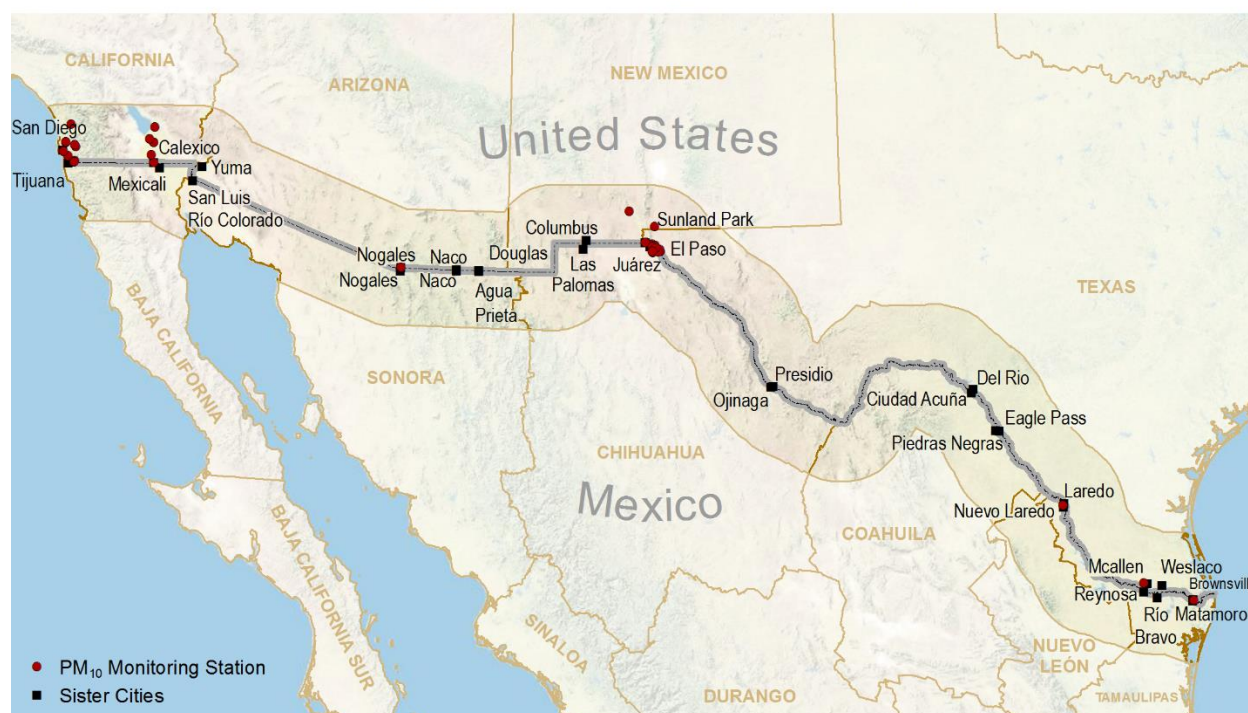 CALIFORNIA
ARIZONA
NEW MEXICO
United States
San Diego
Calexico
Tijuana
Mexicali
Yuma
San Luis
Río Colorado
Columbus
Sunland Park
Nogales
Naco
Douglas
El Paso
Nogales
Naco
Las
Palomas
Juárez
Agua
Prieta
TEXAS
BAJA CALIFORNIA
SONORA
Presidio
Ojinaga
Del Rio
Ciudad Acuña
Eagle Pass
Piedras Negras
CHIHUAHUA
Mexico
Laredo
Nuevo Laredo
COAHUILA
BAJA CALIFORNIA SUR
Mcallen
Weslaco
Brownsvill
Reynosa
Río
Bravo
Matamoro
SINALOA
NUEVO
LEÓN
DURANGO
TAMAULIPAS
PM₁₀ Monitoring Station
Sister Cities